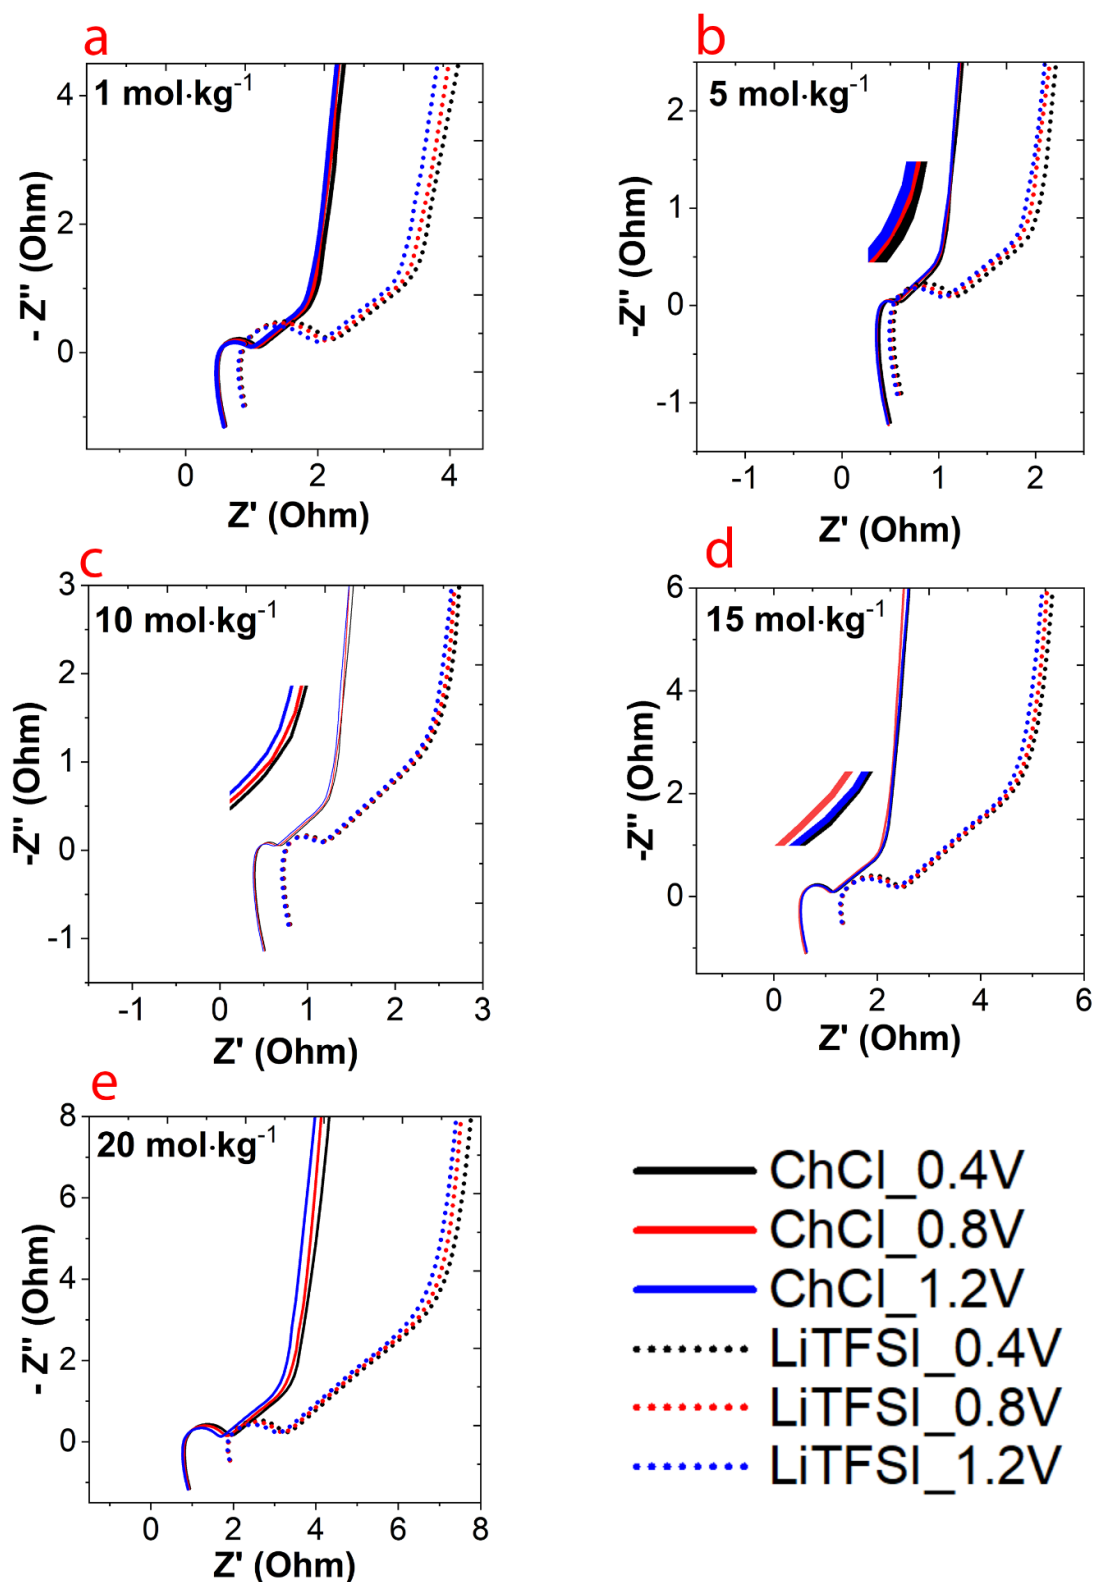 a
1 mol·kg⁻¹
4
2
0
- Z'' (Ohm)
0 2 4
Z' (Ohm)
b
5 mol·kg⁻¹
2
1
0
-1
-Z'' (Ohm)
-1 0 1 2
Z' (Ohm)
c
10 mol·kg⁻¹
3
2
1
0
-1
-Z'' (Ohm)
-1 0 1 2 3
Z' (Ohm)
d
15 mol·kg⁻¹
6
4
2
0
-Z'' (Ohm)
0 2 4 6
Z' (Ohm)
e
20 mol·kg⁻¹
8
6
4
2
0
- Z'' (Ohm)
0 2 4 6 8
Z' (Ohm)
ChCl_0.4V
ChCl_0.8V
ChCl_1.2V
LiTFSI_0.4V
LiTFSI_0.8V
LiTFSI_1.2V